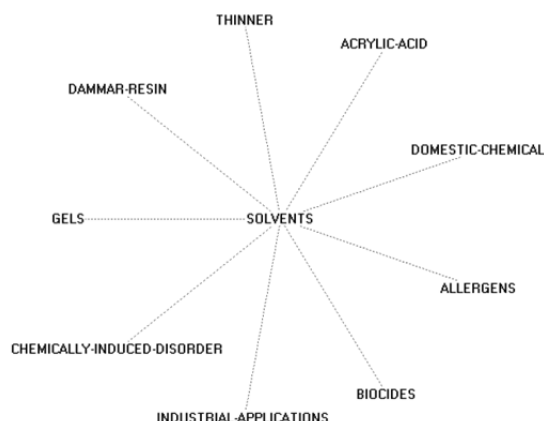 THINNER
ACRYLIC-ACID
DAMMAR-RESIN
DOMESTIC-CHEMICAL
GELS
SOLVENTS
ALLERGENS
CHEMICALLY-INDUCED-DISORDER
BIOCIDES
INDUSTRIAL-APPLICATIONS